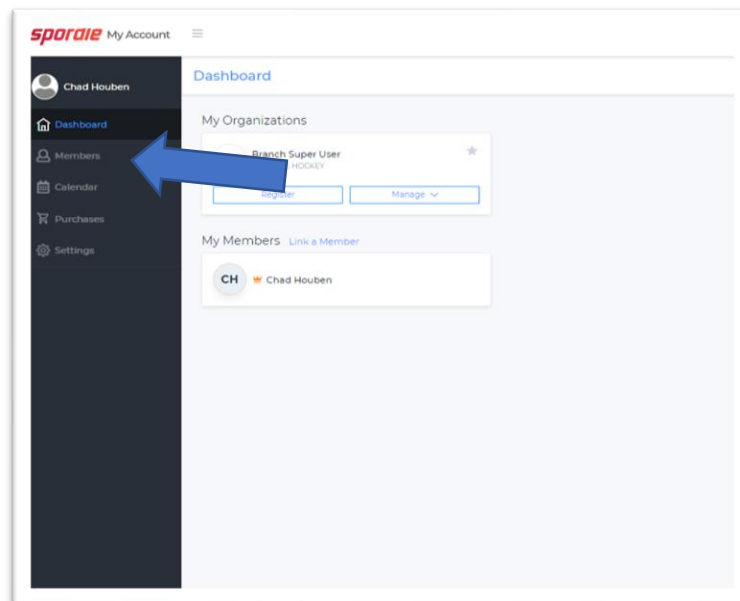 spordle My Account
Chad Houben
Dashboard
Members
Calendar
Purchases
Settings
Dashboard
My Organizations
Branch Super User
HOCKEY
Register
Manage
My Members Link a Member
CH Chad Houben